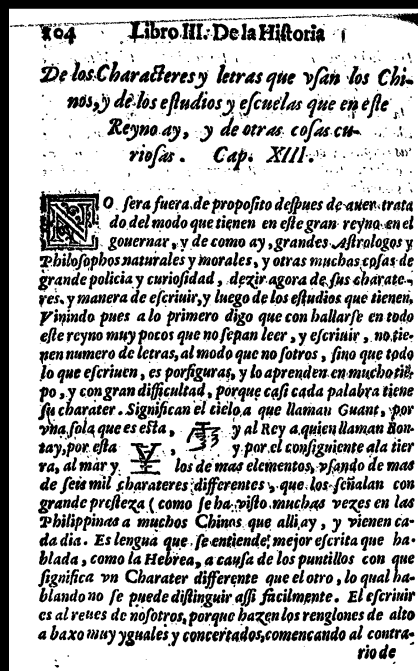 104 Libro III. De la Hiſtoria
De los Characteres y letras que vſan los Chi-
nos, y de los eſtudios y eſcuelas que en eſte
Reyno ay, y de otras coſas cu-
rioſas. Cap. XIII.
NO ſera fuera de propoſito deſpues de auer trata
do del modo que tienen en eſte gran reyno en el
gouernar, y de como ay, grandes Aſtrologos y
Philoſophos naturales y morales, y otras muchas coſas de
grande policia y curioſidad, dezir agora de ſus charate-
res. y manera de eſcriuir, y luego de los eſtudios que tienen,
Vinindo pues a lo primero digo que con hallarſe en todo
eſte reyno muy pocos que no ſepan leer, y eſcriuir, no tie-
nen numero de letras, al modo que no ſotros, ſino que todo
lo que eſcriuen, es por figuras, y lo aprenden en mucho tiē-
po, y con gran difficultad, porque caſi cada palabra tiene
ſu charater. Significan el cielo, a que llaman Guant, por
vna ſola que es eſta, y al Rey a quien llaman Bon-
tay, por eſta, y por el conſiguiente a la tier
ra, al mar y los de mas elementos, vſando de mas
de ſeis mil charateres differentes, que los ſeñalan con
grande preſteza (como ſe ha viſto muchas vezes en las
Philippinas a muchos Chinos que alli ay, y vienen ca-
da dia. Es lengua que ſe entiende, mejor eſcrita que ha-
blada, como la Hebrea, a cauſa de los puntillos con que
ſignifica vn Charater differente que el otro, lo qual ha-
blando no ſe puede diſtinguir aſſi facilmente. El eſcriuir
es al reues de noſotros, porque hazen los renglones de alto
a baxo muy yguales y concertados, començando al contra-
rio de